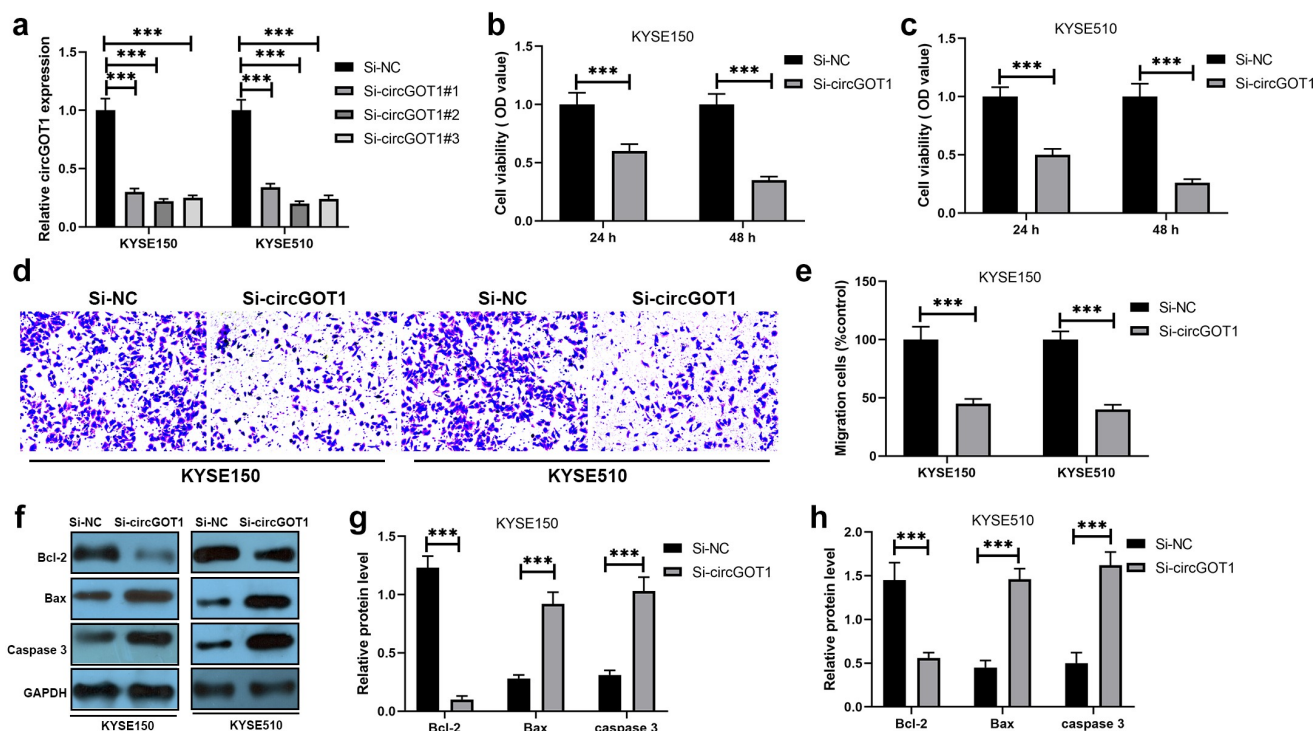 a
Relative circGOT1 expression
1.5
1.0
0.5
0.0
***
***
***
***
***
***
KYSE150
KYSE510
Si-NC
Si-circGOT1#1
Si-circGOT1#2
Si-circGOT1#3
b
KYSE150
Cell viability ( OD value)
1.5
1.0
0.5
0.0
***
***
24 h
48 h
Si-NC
Si-circGOT1
c
KYSE510
Cell viability ( OD value)
1.5
1.0
0.5
0.0
***
***
24 h
48 h
Si-NC
Si-circGOT1
d
Si-NC
Si-circGOT1
Si-NC
Si-circGOT1
KYSE150
KYSE510
e
KYSE150
Migration cells (%control)
150
100
50
0
***
***
KYSE150
KYSE510
Si-NC
Si-circGOT1
f
Si-NC Si-circGOT1
Si-NC Si-circGOT1
Bcl-2
Bax
Caspase 3
GAPDH
KYSE150
KYSE510
g
KYSE150
Relative protein level
1.5
1.0
0.5
0.0
***
***
***
Bcl-2
Bax
caspase 3
Si-NC
Si-circGOT1
h
KYSE510
Relative protein level
2.0
1.5
1.0
0.5
0.0
***
***
***
Bcl-2
Bax
caspase 3
Si-NC
Si-circGOT1